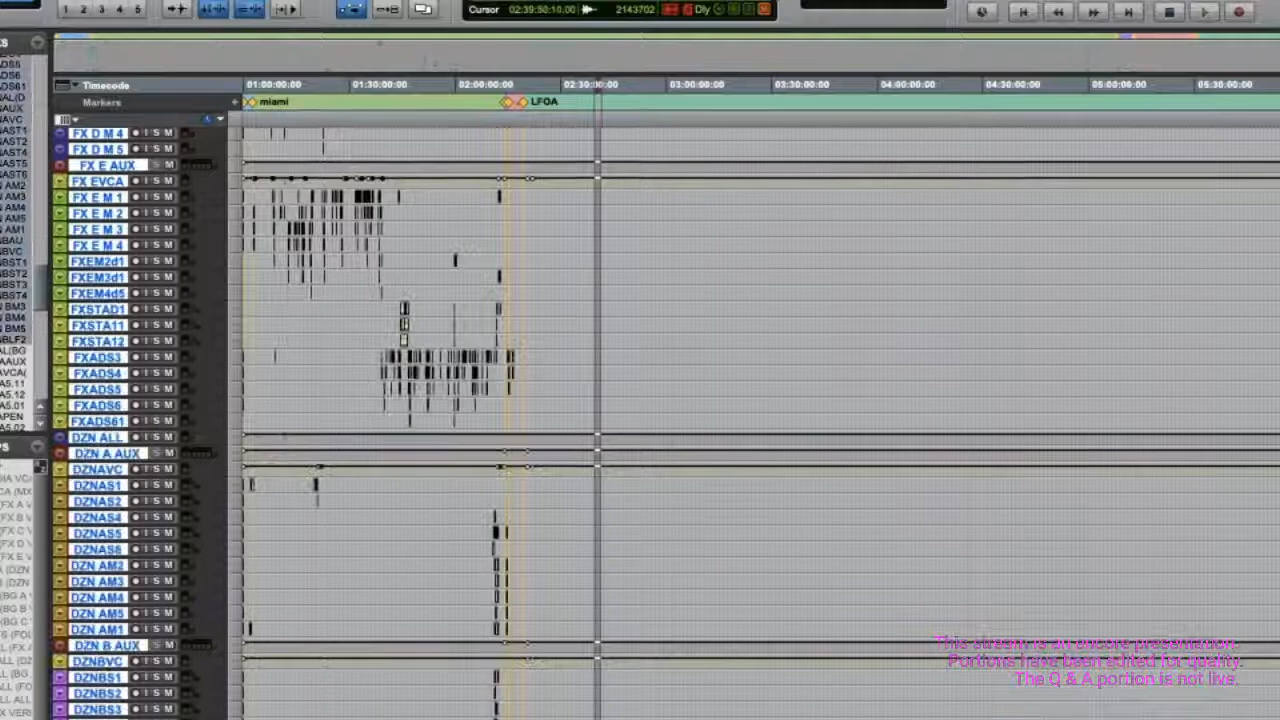 1 2 3 4 5
Cursor 02:39:50:10.00 2143702 Dly
Timecode 01:00:00:00 01:30:00:00 02:00:00:00 02:30:00:00 03:00:00:00 03:30:00:00 04:00:00:00 04:30:00:00 05:00:00:00 05:30:00:00
Markers + miami LFOA
FX D M 4 I S M
FX D M 5 I S M
FX E AUX S M
FX EVCA I S M
FX E M 1 I S M
FX E M 2 I S M
FX E M 3 I S M
FX E M 4 I S M
FXEM2d1 I S M
FXEM3d1 I S M
FXEM4d5 I S M
FXSTAD1 I S M
FXSTA11 I S M
FXSTA12 I S M
FXADS3 I S M
FXADS4 I S M
FXADS5 I S M
FXADS6 I S M
FXADS61 I S M
DZN ALL I S M
DZN A AUX S M
DZNAVC I S M
DZNAS1 I S M
DZNAS2 I S M
DZNAS4 I S M
DZNAS5 I S M
DZNAS6 I S M
DZN AM2 I S M
DZN AM3 I S M
DZN AM4 I S M
DZN AM5 I S M
DZN AM1 I S M
DZN B AUX S M
DZNBVC I S M
DZNBS1 I S M
DZNBS2 I S M
DZNBS3 I S M
This stream is an encore presentation.
Portions have been edited for quality.
The Q & A portion is not live.